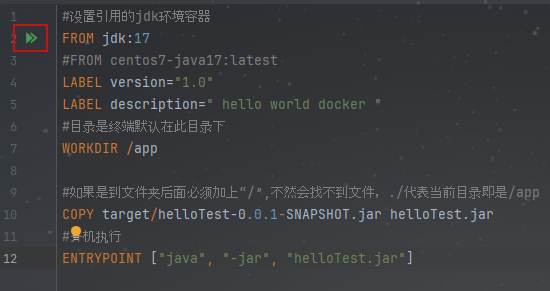 1 #设置引用的jdk环境容器
2 FROM jdk:17
3 #FROM centos7-java17:latest
4 LABEL version="1.0"
5 LABEL description=" hello world docker "
6 #目录是终端默认在此目录下
7 WORKDIR /app
8
9 #如果是到文件夹后面必须加上“/”,不然会找不到文件，./代表当前目录即是/app
10 COPY target/helloTest-0.0.1-SNAPSHOT.jar helloTest.jar
11 #机执行
12 ENTRYPOINT ["java", "-jar", "helloTest.jar"]